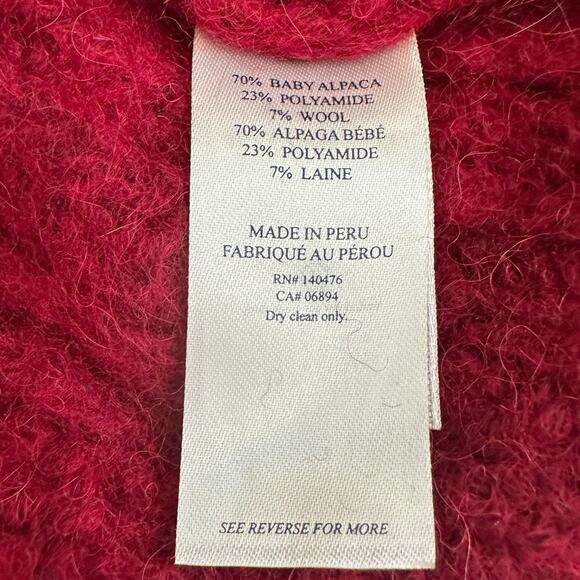 70% BABY ALPACA
23% POLYAMIDE
7% WOOL
70% ALPAGA BÉBÉ
23% POLYAMIDE
7% LAINE
MADE IN PERU
FABRIQUÉ AU PÉROU
RN# 140476
CA# 06894
Dry clean only.
SEE REVERSE FOR MORE